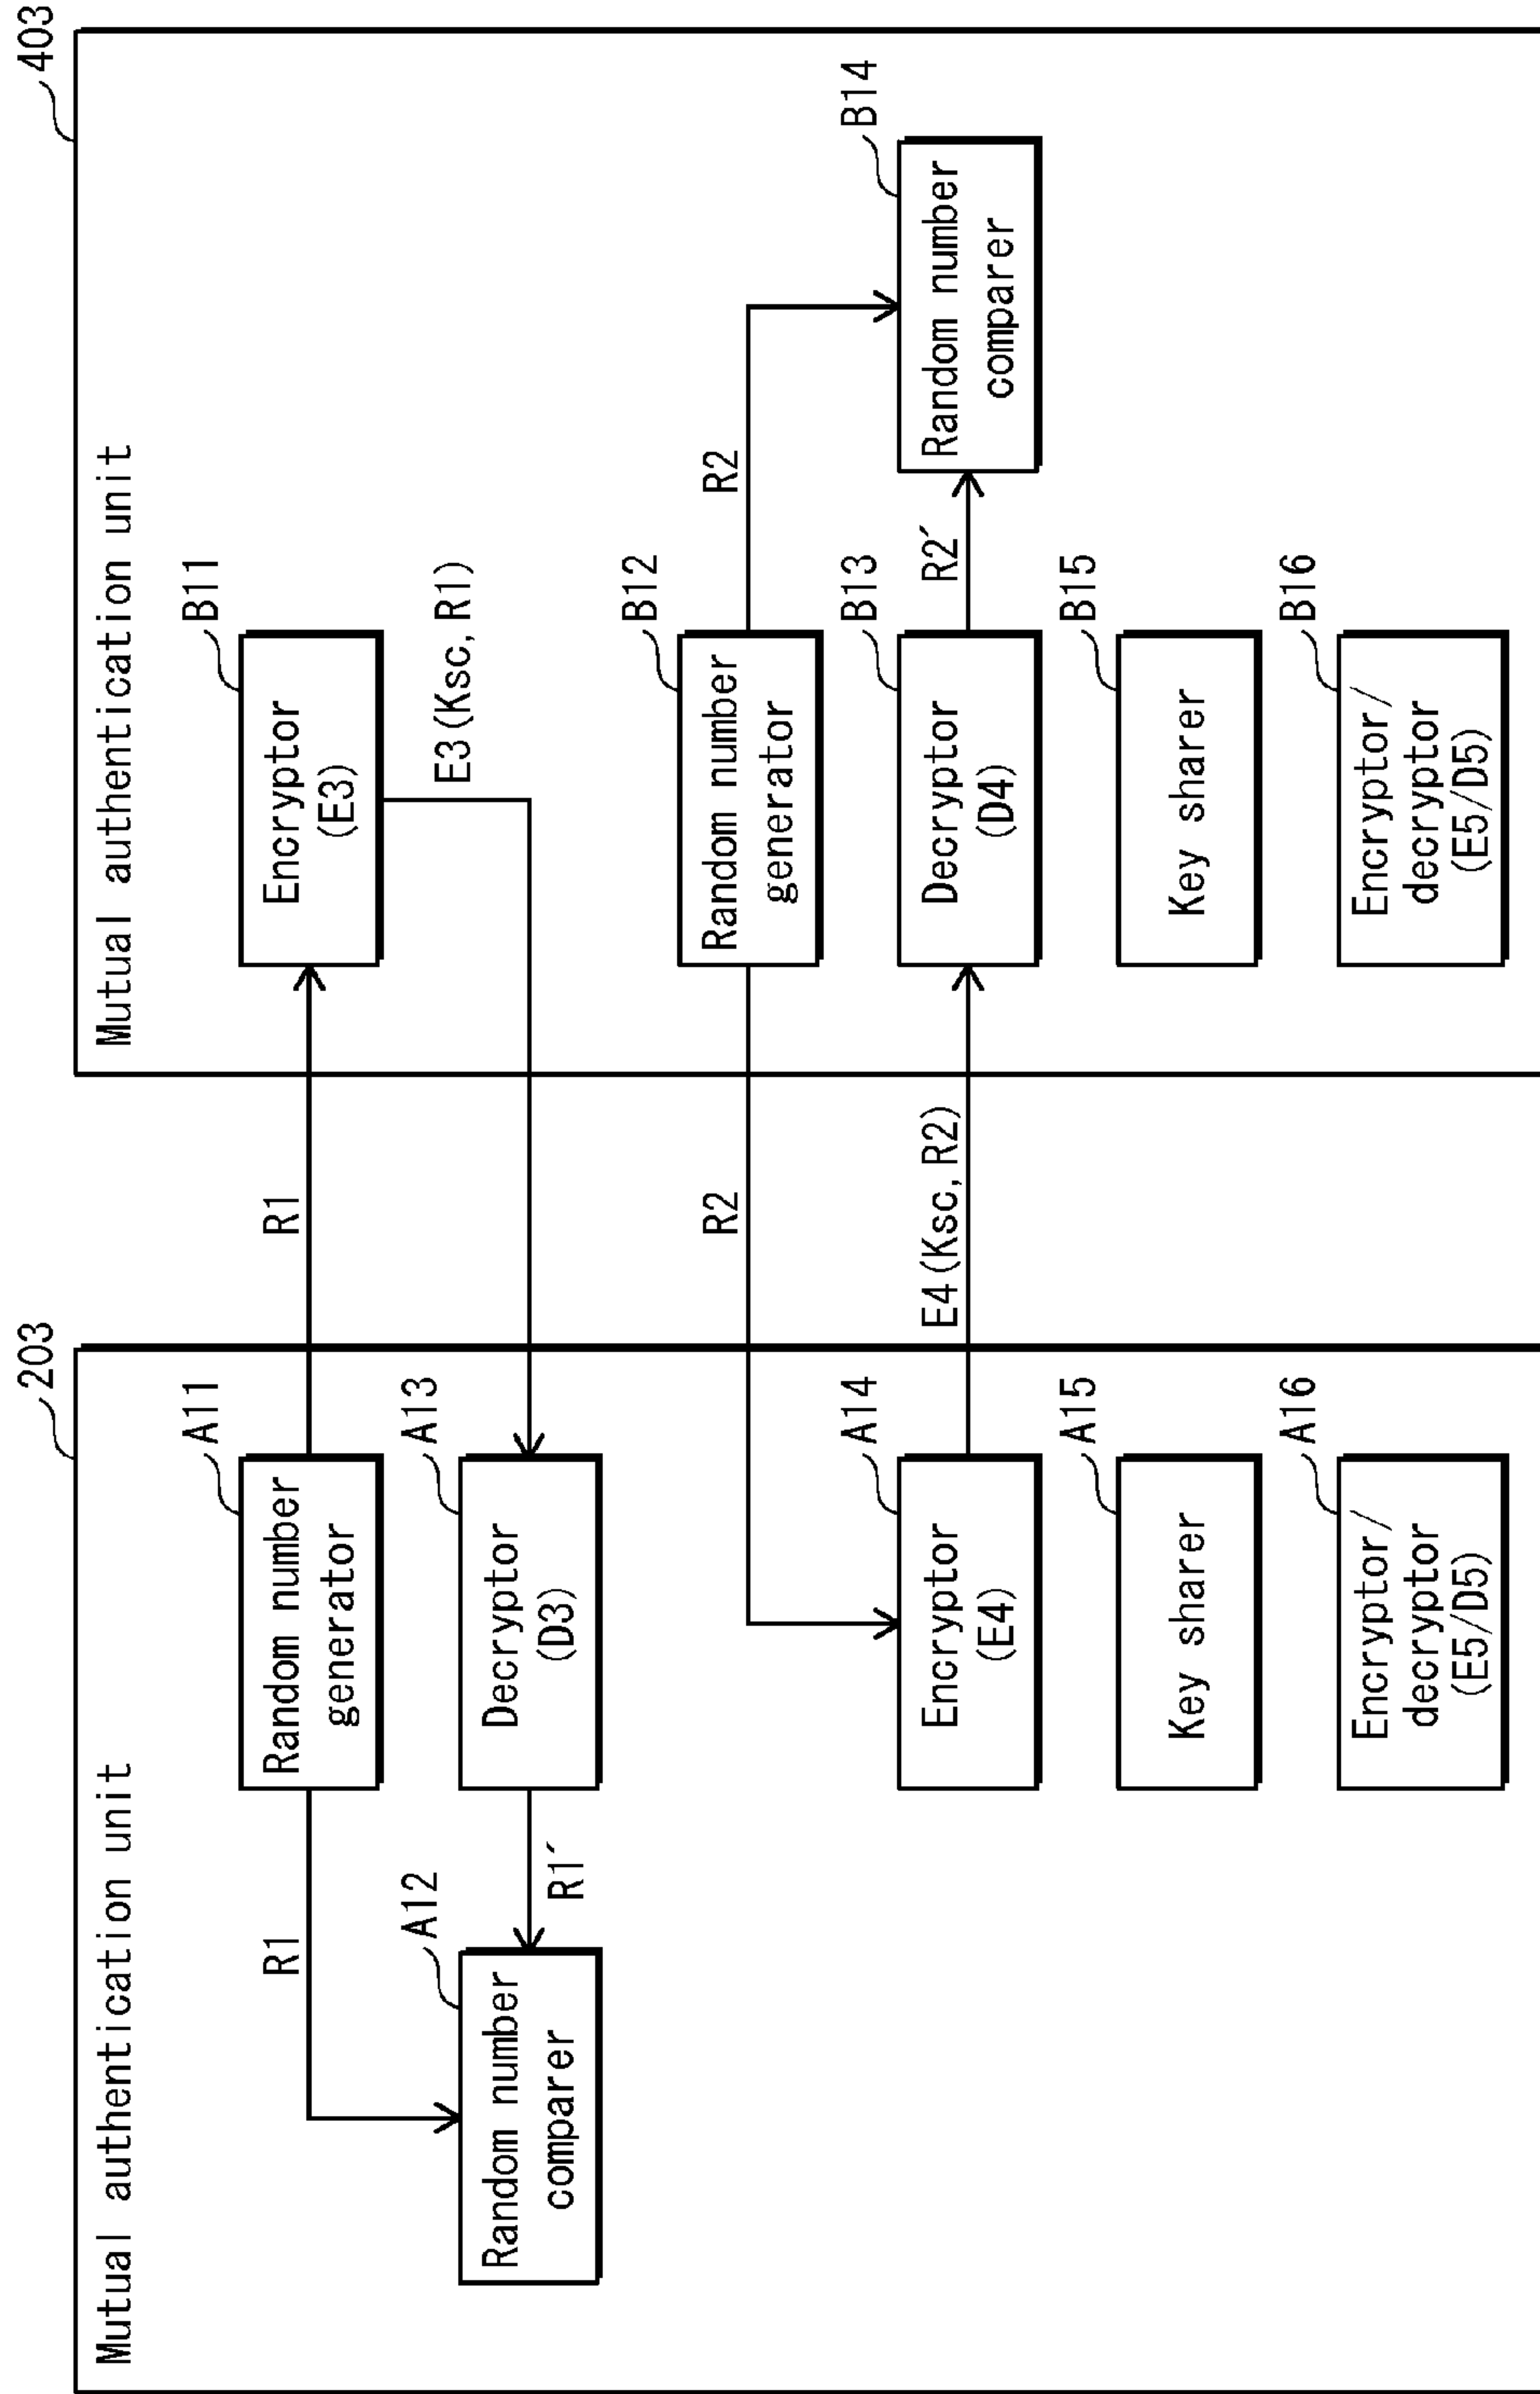 203
Mutual authentication unit
A11
Random number
generator
R1
R1
A12
Random number
comparer
A13
Decryptor
(D3)
R1´
R2
A14
Encryptor
(E4)
E4(Ksc, R2)
A15
Key sharer
A16
Encryptor/
decryptor
(E5/D5)
403
Mutual authentication unit
B11
Encryptor
(E3)
E3(Ksc, R1)
B12
Random number
generator
R2
B13
Decryptor
(D4)
R2´
B14
Random number
comparer
B15
Key sharer
B16
Encryptor/
decryptor
(E5/D5)